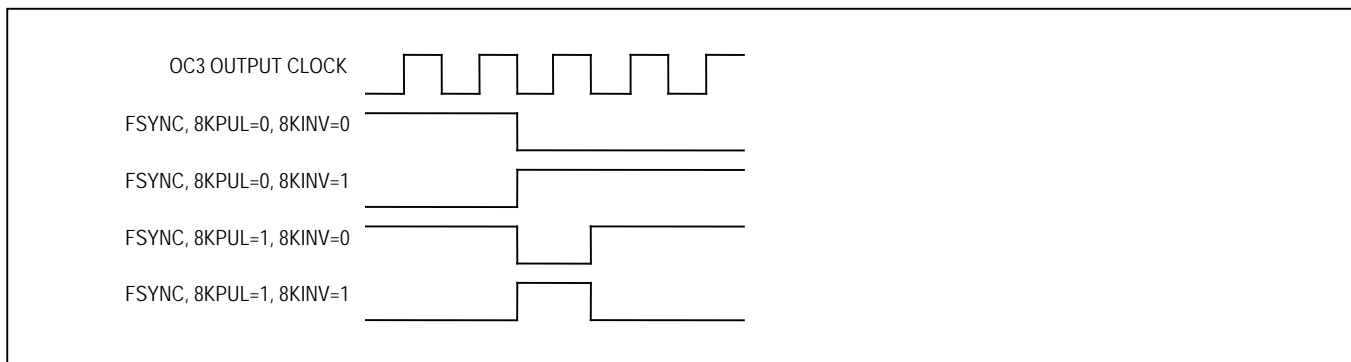 OC3 OUTPUT CLOCK
FSYNC, 8KPUL=0, 8KINV=0
FSYNC, 8KPUL=0, 8KINV=1
FSYNC, 8KPUL=1, 8KINV=0
FSYNC, 8KPUL=1, 8KINV=1